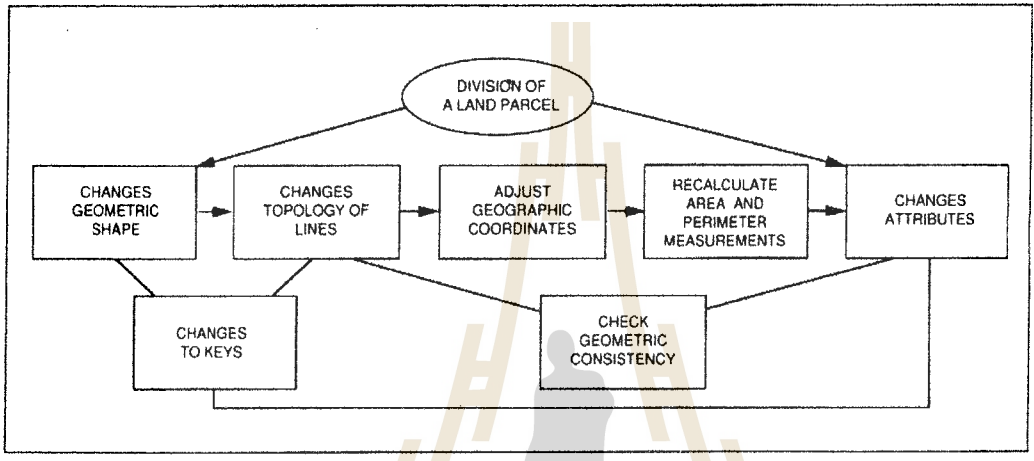 DIVISION OF
A LAND PARCEL
CHANGES
GEOMETRIC
SHAPE
CHANGES
TOPOLOGY OF
LINES
ADJUST
GEOGRAPHIC
COORDINATES
RECALCULATE
AREA AND
PERIMETER
MEASUREMENTS
CHANGES
ATTRIBUTES
CHANGES
TO KEYS
CHECK
GEOMETRIC
CONSISTENCY